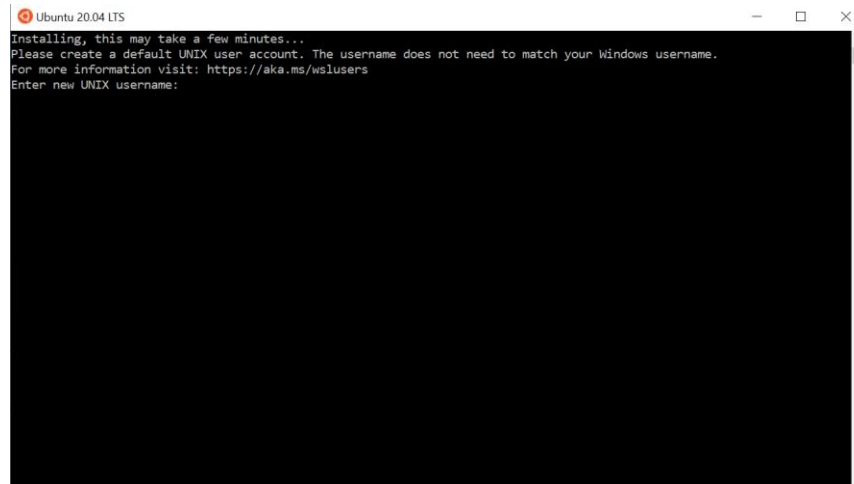 Ubuntu 20.04 LTS
Installing, this may take a few minutes...
Please create a default UNIX user account. The username does not need to match your Windows username.
For more information visit: https://aka.ms/wslusers
Enter new UNIX username: